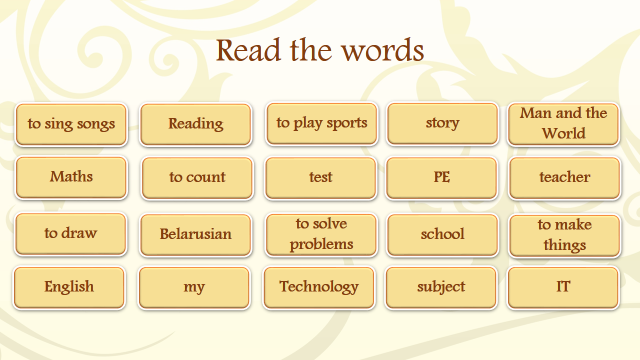 Read the words
to sing songs
Reading
to play sports
story
Man and the
World
Maths
to count
test
PE
teacher
to draw
Belarusian
to solve
problems
school
to make
things
English
my
Technology
subject
IT